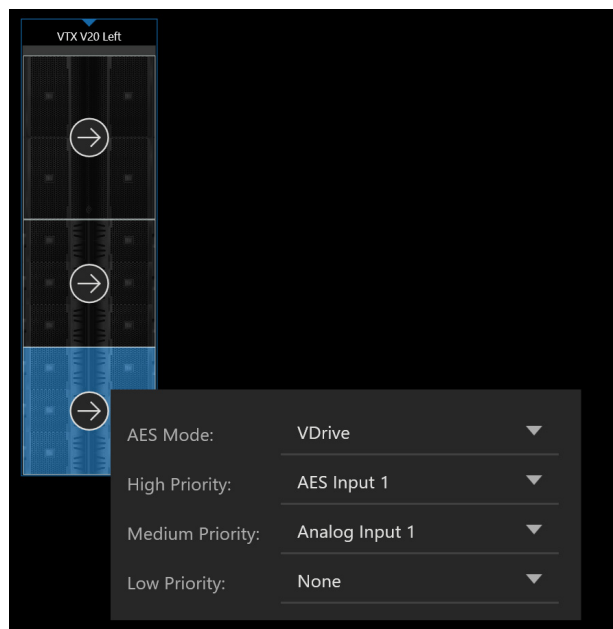 VTX V20 Left
AES Mode: VDrive
High Priority: AES Input 1
Medium Priority: Analog Input 1
Low Priority: None